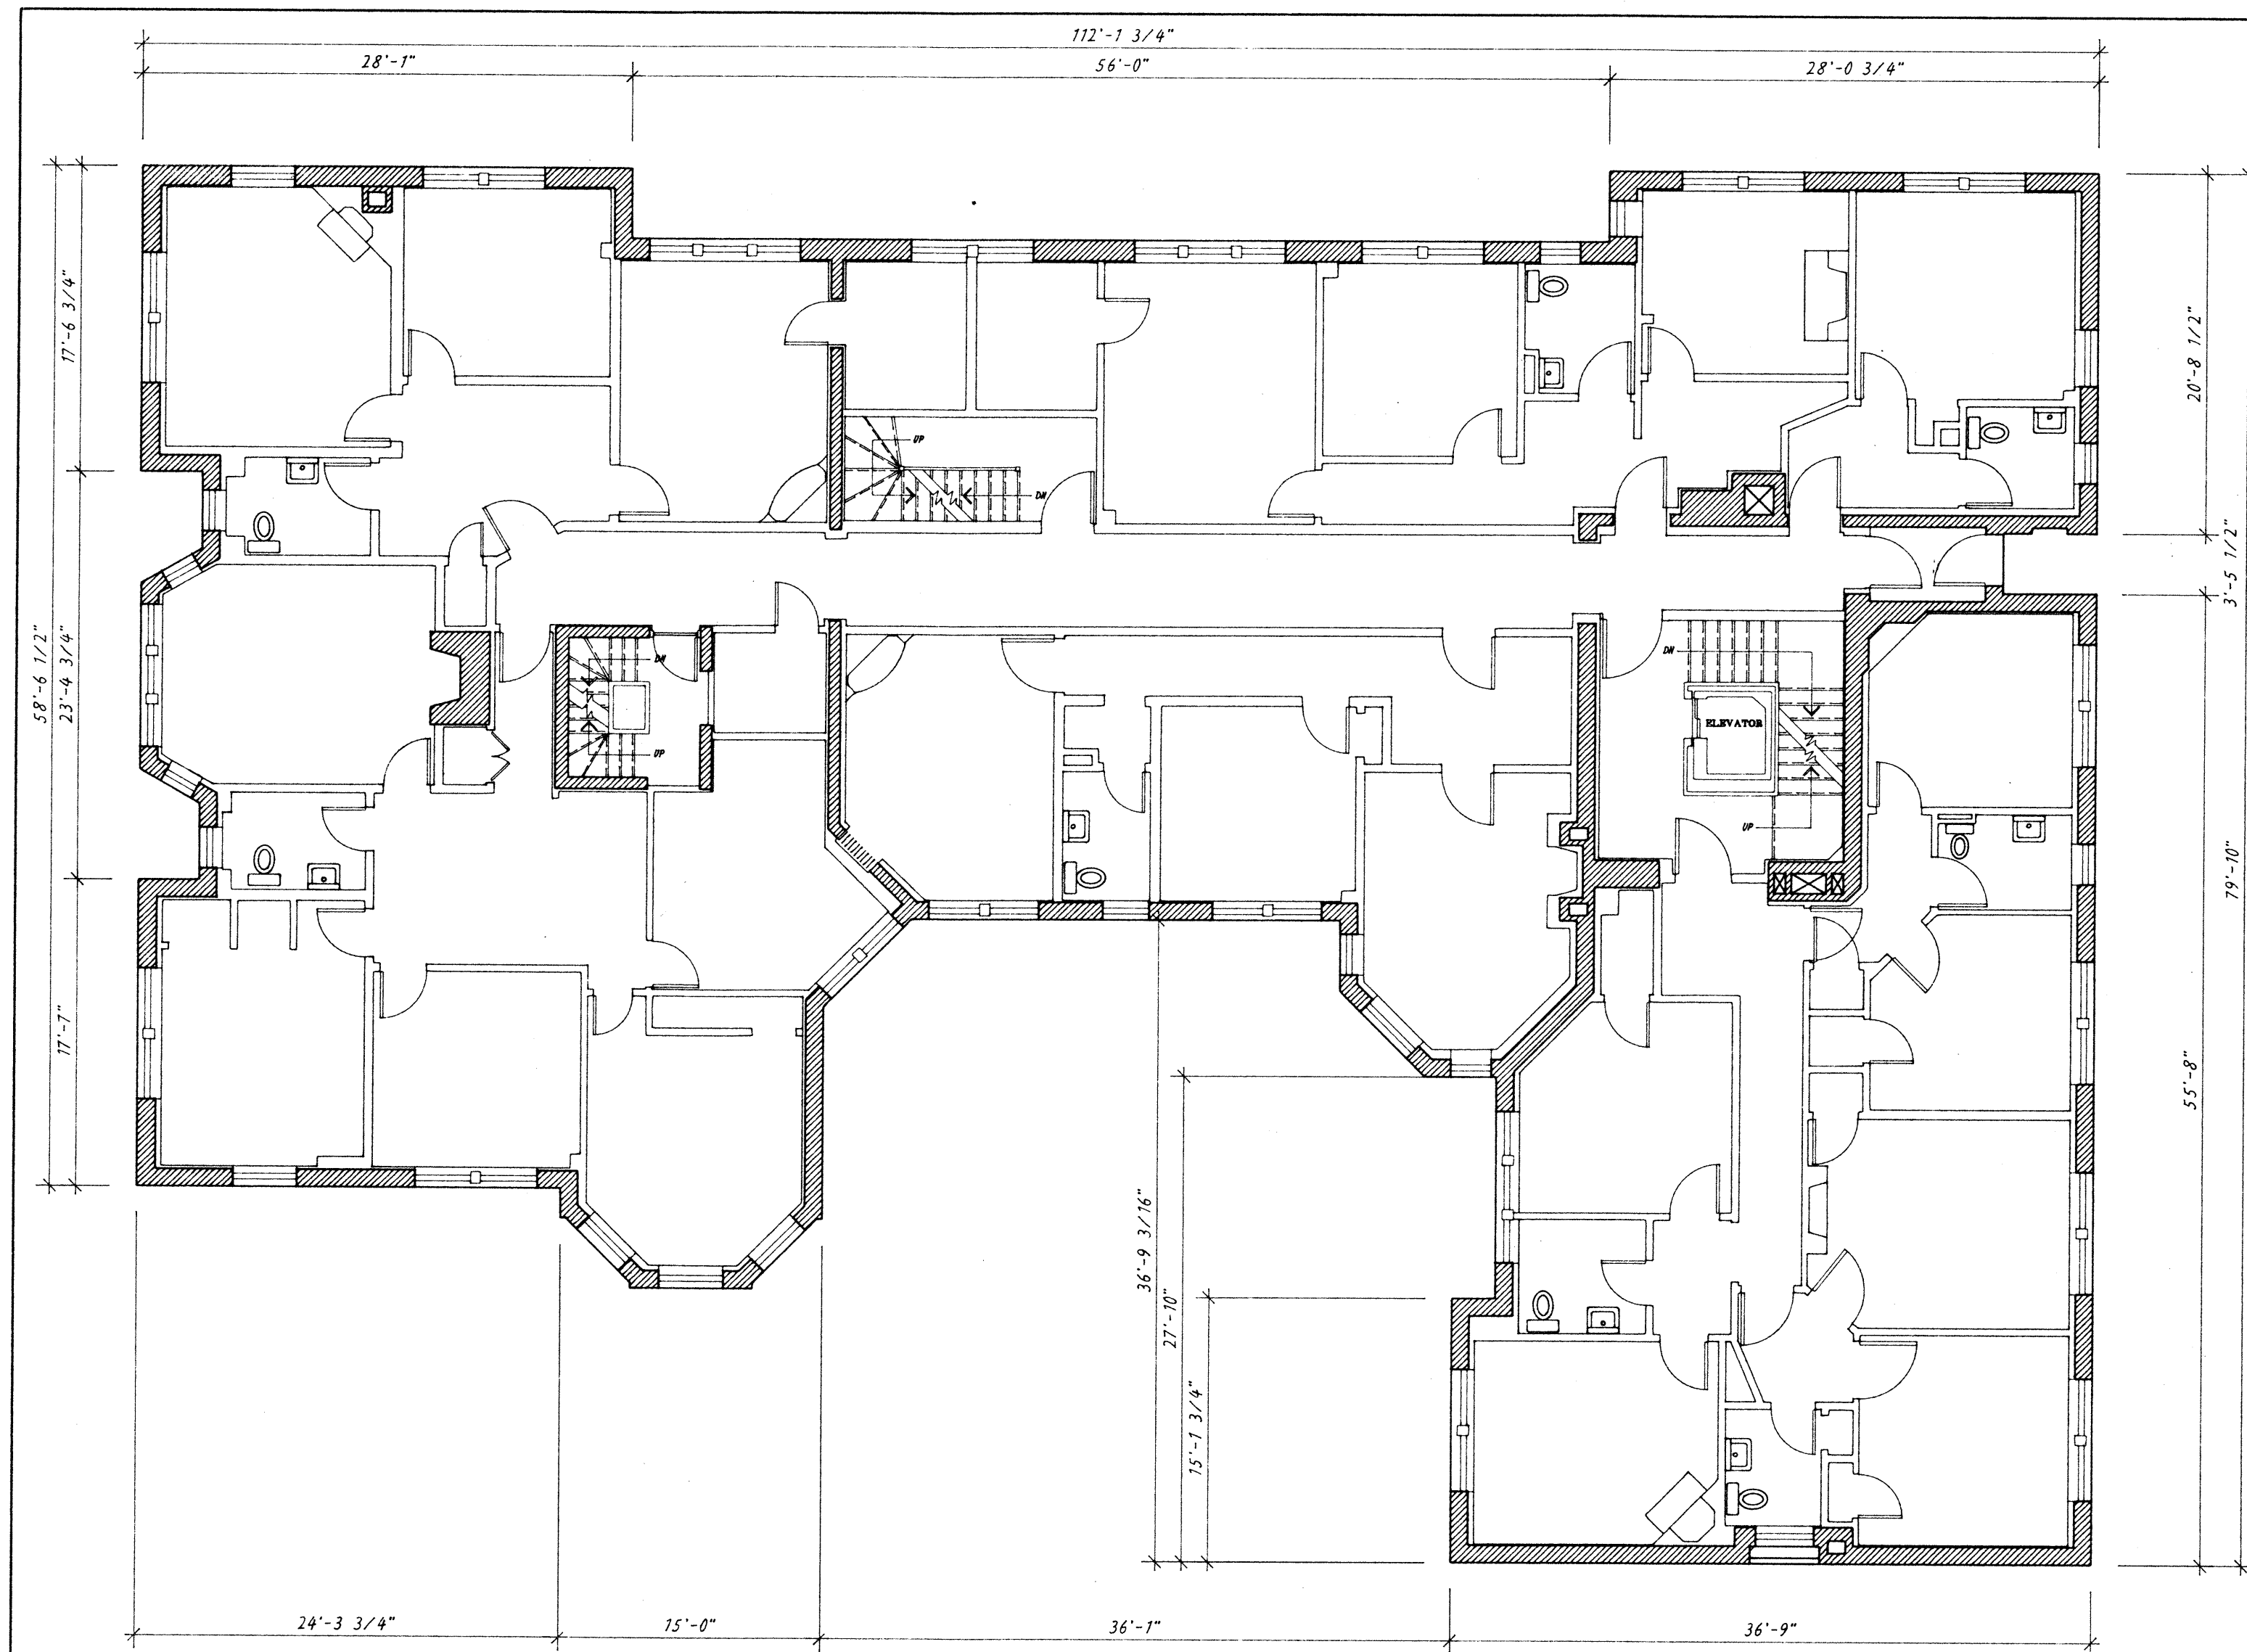 112'-1 3/4"
28'-1"
56'-0"
28'-0 3/4"
58'-6 1/2"
17'-6 3/4"
23'-4 3/4"
17'-7"
20'-8 1/2"
3'-5 1/2"
79'-10"
55'-8"
UP
DN
DN
UP
DN
ELEVATOR
UP
36'-9 3/16"
27'-10"
15'-1 3/4"
24'-3 3/4"
15'-0"
36'-1"
36'-9"